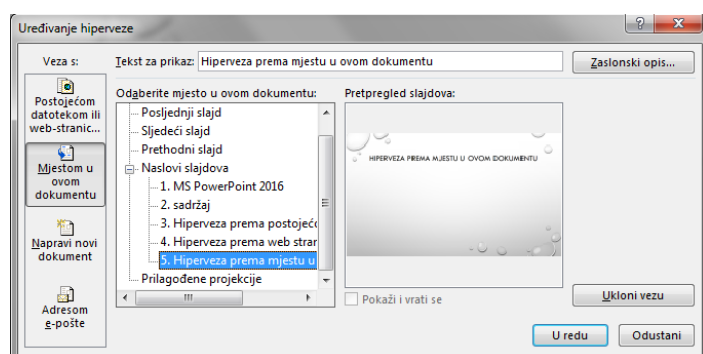 Uređivanje hiperveze
Veza s:
Tekst za prikaz: Hiperveza prema mjestu u ovom dokumentu
Zaslonski opis...
Postojećom
datotekom ili
web-stranic...
Mjestom u
ovom
dokumentu
Napravi novi
dokument
Adresom
e-pošte
Odaberite mjesto u ovom dokumentu:
Posljednji slajd
Sljedeći slajd
Prethodni slajd
Naslovi slajdova
1. MS PowerPoint 2016
2. sadržaj
3. Hiperveza prema postojeć
4. Hiperveza prema web stran
5. Hiperveza prema mjestu u
Prilagođene projekcije
Pretpregled slajdova:
HIPERVEZA PREMA MJESTU U OVOM DOKUMENTU
Pokaži i vrati se
Ukloni vezu
U redu
Odustani